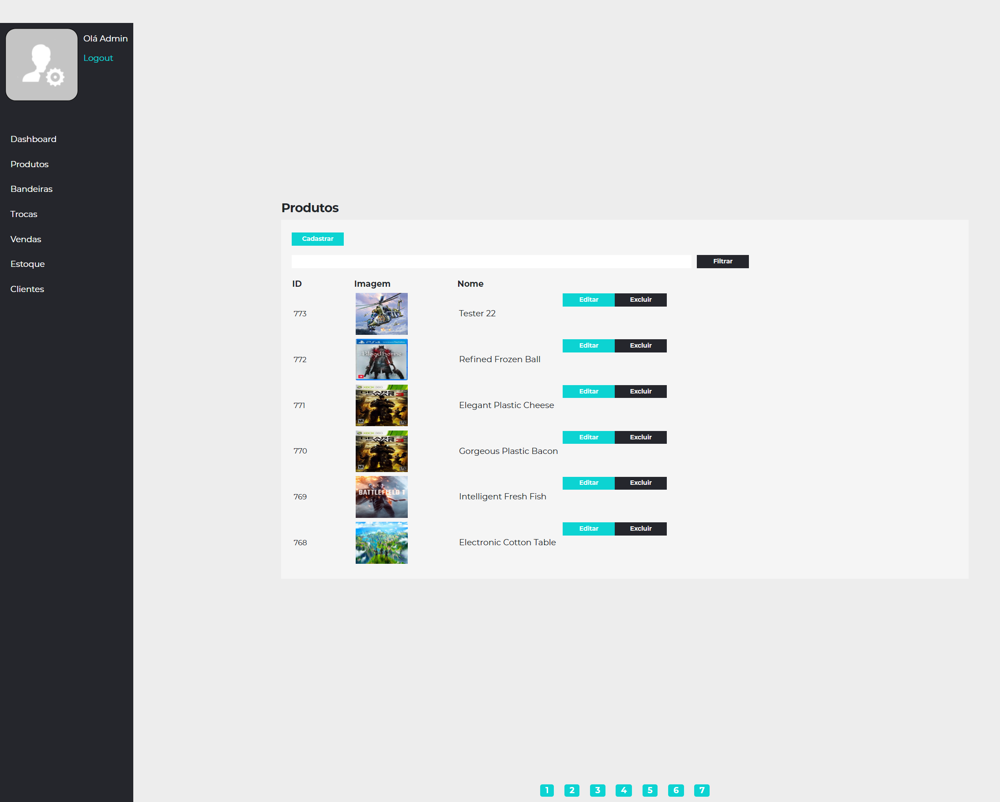 Olá Admin
Logout
Dashboard
Produtos
Bandeiras
Trocas
Vendas
Estoque
Clientes
Produtos
Cadastrar
Filtrar
ID Imagem Nome
773 Tester 22 Editar Excluir
PS4
Bloodborne
772 Refined Frozen Ball Editar Excluir
XBOX 360
GEARS OF WAR 3
771 Elegant Plastic Cheese Editar Excluir
XBOX 360
GEARS OF WAR 3
770 Gorgeous Plastic Bacon Editar Excluir
BATTLEFIELD 1
769 Intelligent Fresh Fish Editar Excluir
768 Electronic Cotton Table Editar Excluir
1 2 3 4 5 6 7